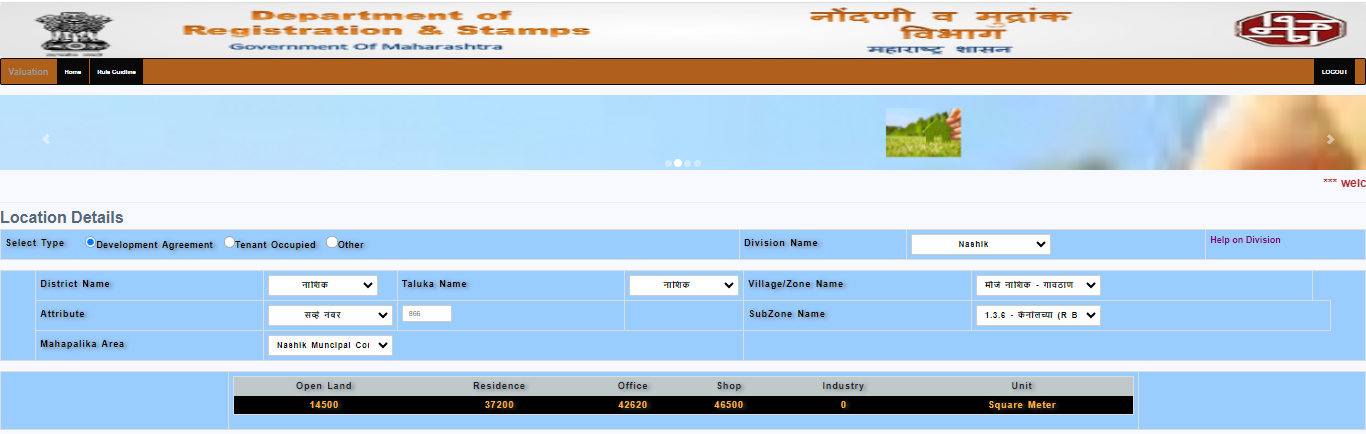 Department of
Registration & Stamps
Government Of Maharashtra
नोंदणी व मुद्रांक
विभाग
महाराष्ट्र शासन
Valuation Home Rule Guidline LOGOUT
*** welc
Location Details
Select Type Development Agreement Tenant Occupied Other Division Name Nashik Help on Division
District Name नाशिक Taluka Name नाशिक Village/Zone Name मौजे नाशिक - गावठाण
Attribute सर्व्हे नंबर 866 SubZone Name 1.3.6 - कॅनॉलच्या (R B
Mahapalika Area Nashik Muncipal Coı
Open Land Residence Office Shop Industry Unit
14500 37200 42620 46500 0 Square Meter